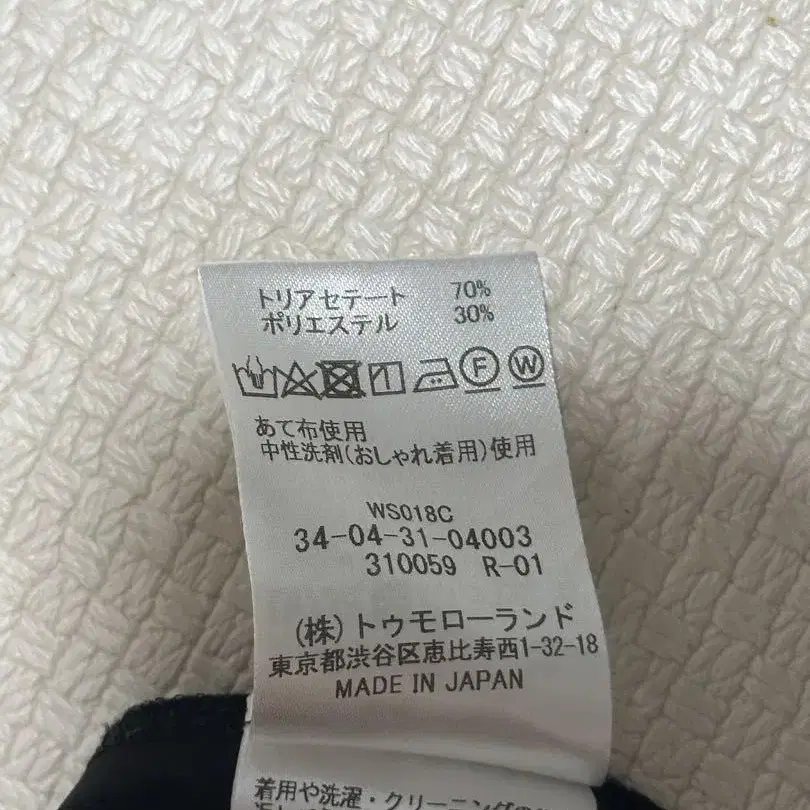 トリアセテート 70%
ポリエステル 30%
F W
あて布使用
中性洗剤(おしゃれ着用)使用
WS018C
34-04-31-04003
310059 R-01
(株)トゥモローランド
東京都渋谷区恵比寿西1-32-18
MADE IN JAPAN
着用や洗濯・クリーニングの